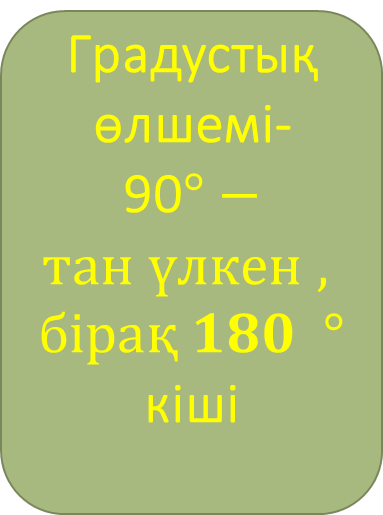 Градустық
өлшемі-
90° −
тан үлкен ,
бірақ 180 °
кіші